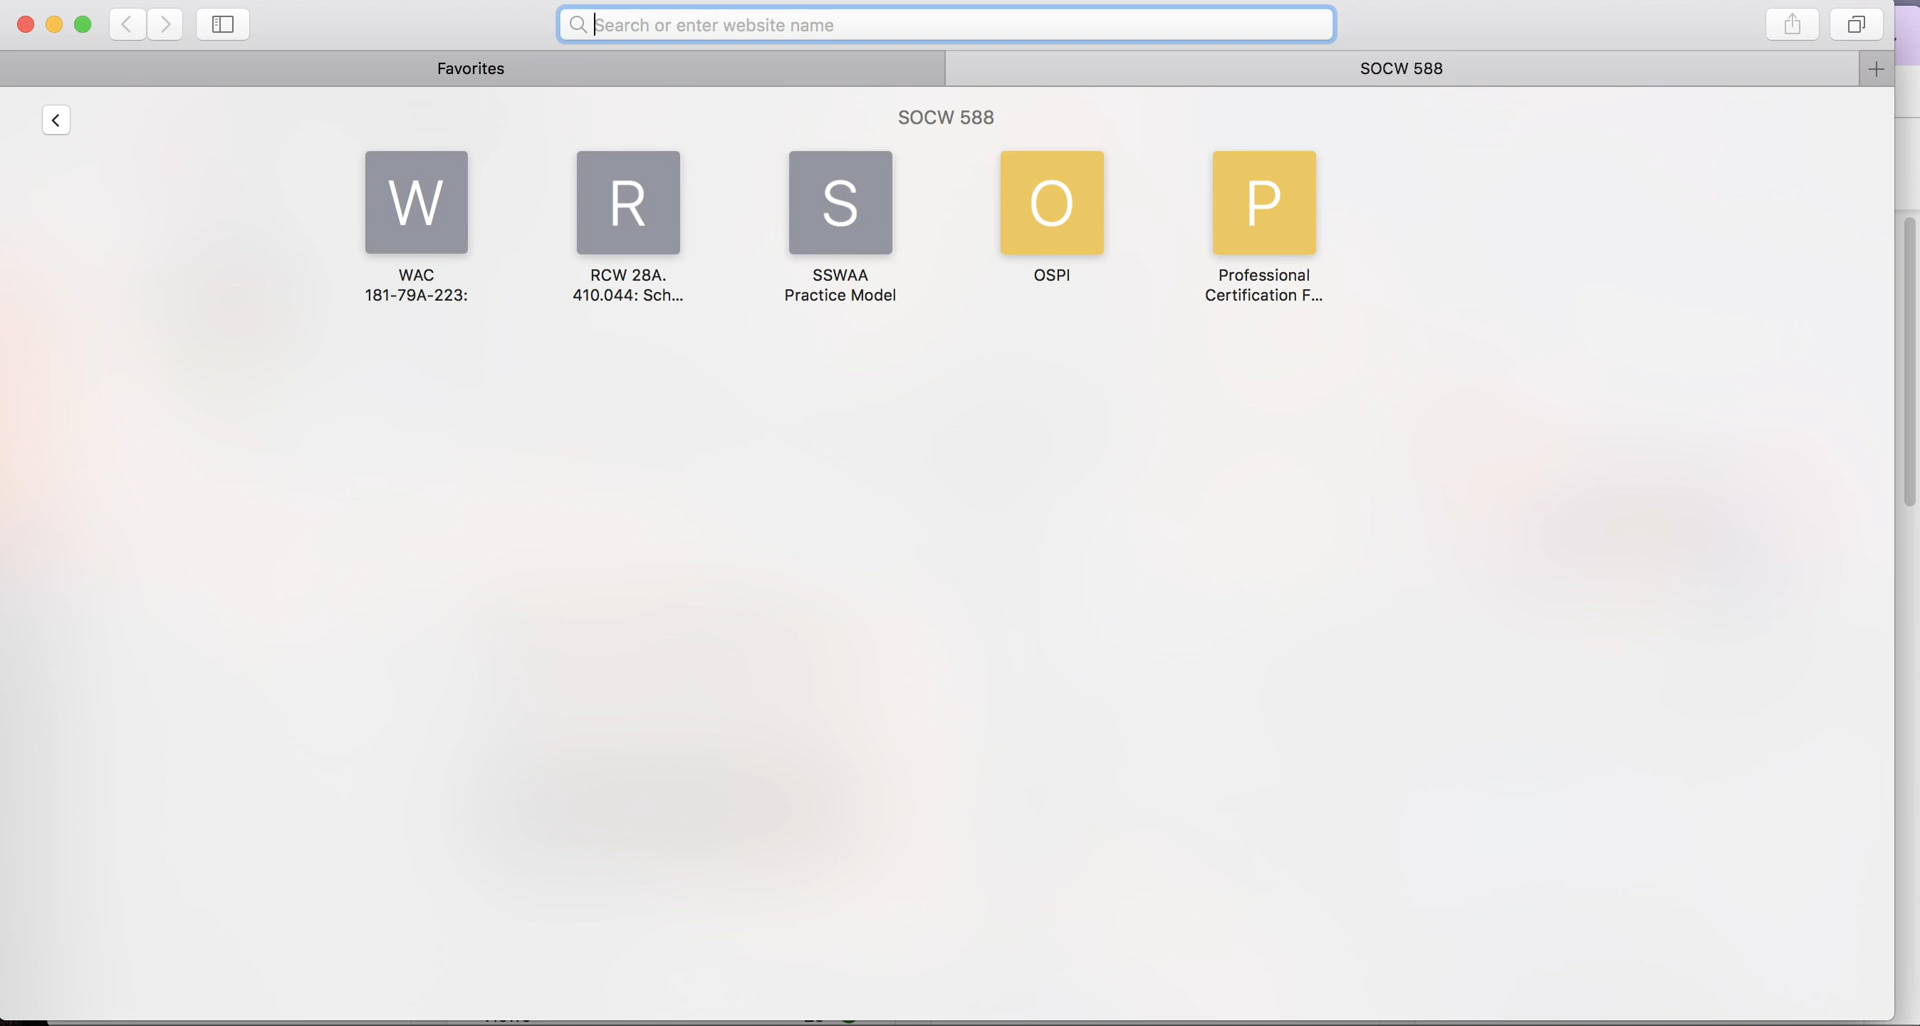 Search or enter website name
Favorites
SOCW 588
SOCW 588
W
R
S
O
P
WAC
181-79A-223:
RCW 28A.
410.044: Sch...
SSWAA
Practice Model
OSPI
Professional
Certification F...